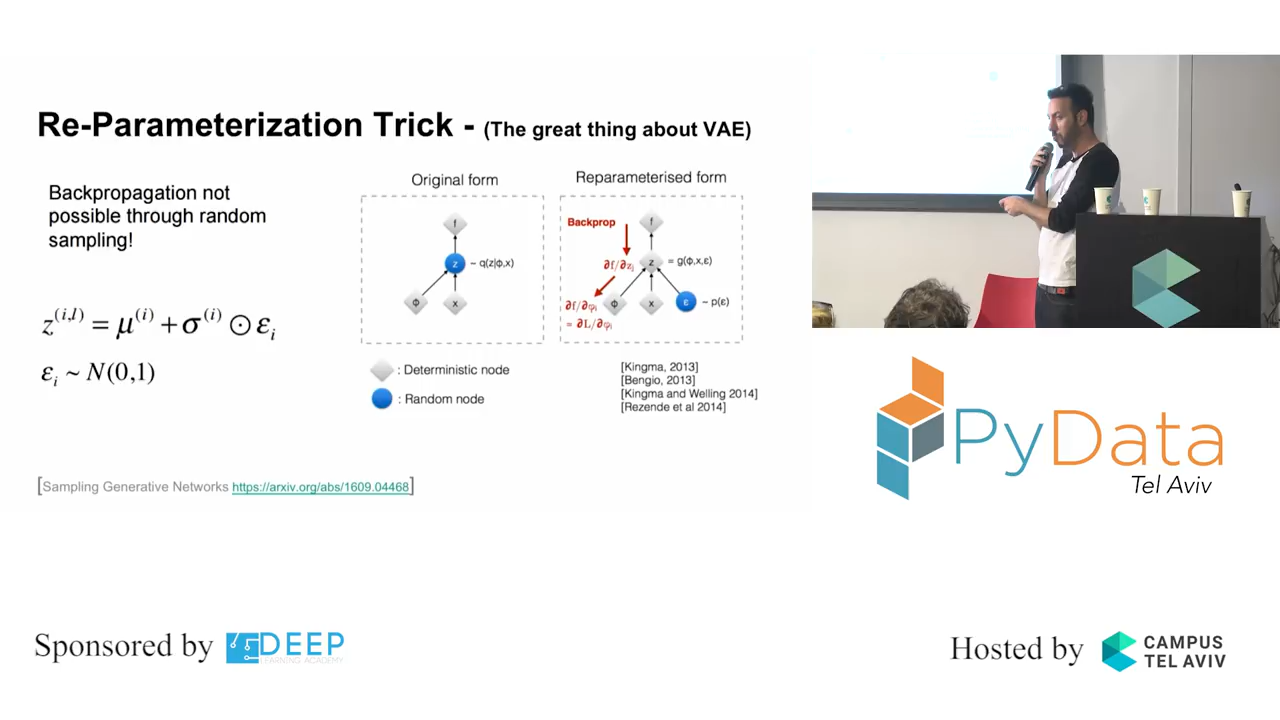 Re-Parameterization Trick - (The great thing about VAE)
Backpropagation not
possible through random
sampling!
z^{(i,l)} = μ^{(i)} + σ^{(i)} ⊙ ε_i
ε_i ~ N(0,1)
Original form
f
z
~ q(z|ϕ,x)
ϕ
x
Reparameterised form
Backprop
f
∂f/∂z_j
z
= g(ϕ,x,ε)
∂f/∂φ_i
= ∂L/∂φ_i
ϕ
x
ε
~ p(ε)
: Deterministic node
: Random node
[Kingma, 2013]
[Bengio, 2013]
[Kingma and Welling 2014]
[Rezende et al 2014]
[Sampling Generative Networks https://arxiv.org/abs/1609.04468]
PyData
Tel Aviv
Sponsored by
DEEP
LEARNING ACADEMY
Hosted by
CAMPUS
TEL AVIV